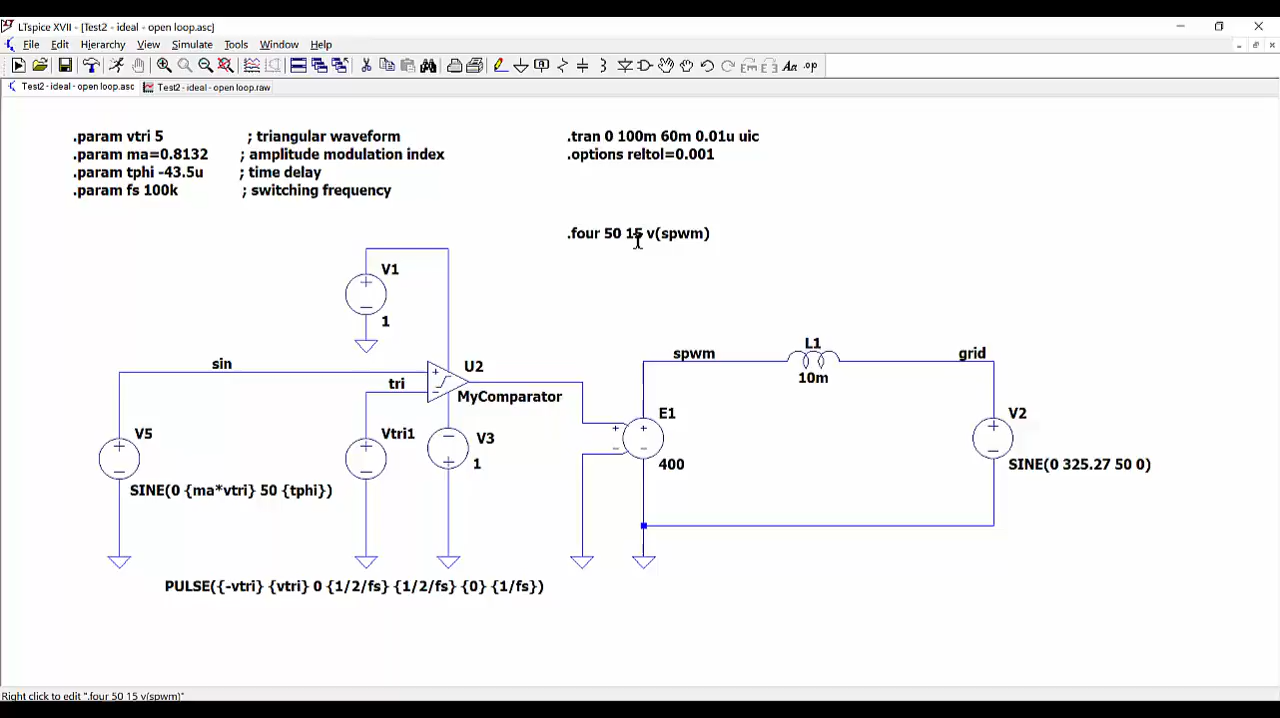 LTspice XVII - [Test2 - ideal - open loop.asc]
File Edit Hierarchy View Simulate Tools Window Help
Test2 - ideal - open loop.asc Test2 - ideal - open loop.raw
.param vtri 5 ; triangular waveform
.param ma=0.8132 ; amplitude modulation index
.param tphi -43.5u ; time delay
.param fs 100k ; switching frequency
.tran 0 100m 60m 0.01u uic
.options reltol=0.001
.four 50 15 v(spwm)
V1
1
sin
tri
U2
MyComparator
V5
SINE(0 {ma*vtri} 50 {tphi})
Vtri1
V3
1
PULSE({-vtri} {vtri} 0 {1/2/fs} {1/2/fs} {0} {1/fs})
spwm
L1
10m
grid
E1
400
V2
SINE(0 325.27 50 0)
Right click to edit ".four 50 15 v(spwm)"